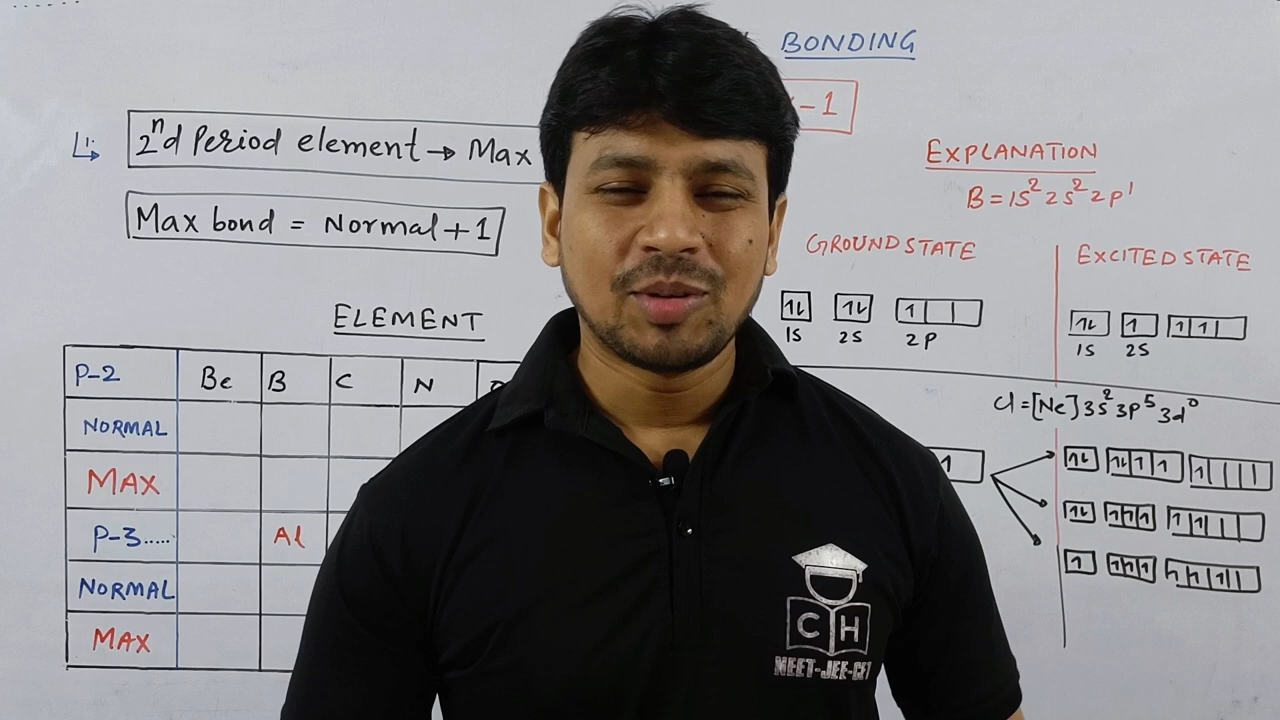 BONDING
-1
2nd Period element → Max
Max bond = Normal + 1
EXPLANATION
B = 1s² 2s² 2p¹
GROUND STATE
EXCITED STATE
1S 2S 2P
1S 2S
ELEMENT
P-2 Be B C N
NORMAL
MAX
P-3..... Al
NORMAL
MAX
Cl = [Ne] 3s² 3p⁵ 3d⁰
C H
NEET-JEE-CET